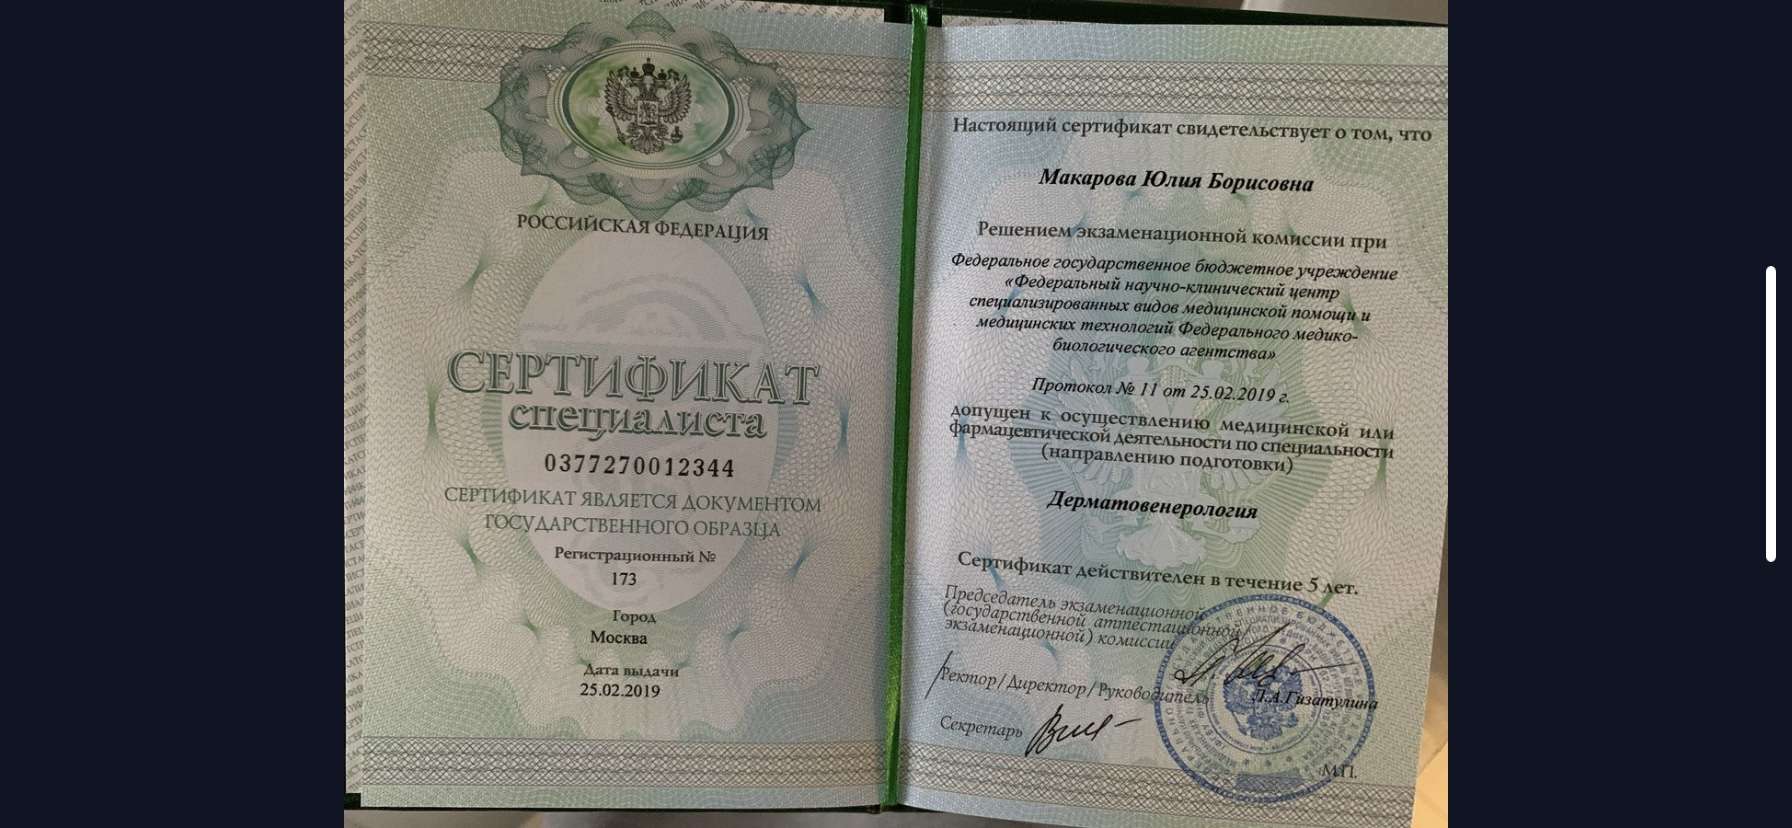 РОССИЙСКАЯ ФЕДЕРАЦИЯ
СЕРТИФИКАТ
специалиста
0377270012344
СЕРТИФИКАТ ЯВЛЯЕТСЯ ДОКУМЕНТОМ
ГОСУДАРСТВЕННОГО ОБРАЗЦА
Регистрационный №
173
Город
Москва
Дата выдачи
25.02.2019
Настоящий сертификат свидетельствует о том, что
Макарова Юлия Борисовна
Решением экзаменационной комиссии при
Федеральное государственное бюджетное учреждение
«Федеральный научно-клинический центр
специализированных видов медицинской помощи и
медицинских технологий Федерального медико-
биологического агентства»
Протокол № 11 от 25.02.2019 г.
допущен к осуществлению медицинской или
фармацевтической деятельности по специальности
(направлению подготовки)
Дерматовенерология
Сертификат действителен в течение 5 лет.
Председатель экзаменационной
(государственной аттестационной/
экзаменационной) комиссии
Ректор/Директор/Руководитель
Л.А.Гизатулина
Секретарь
М.П.